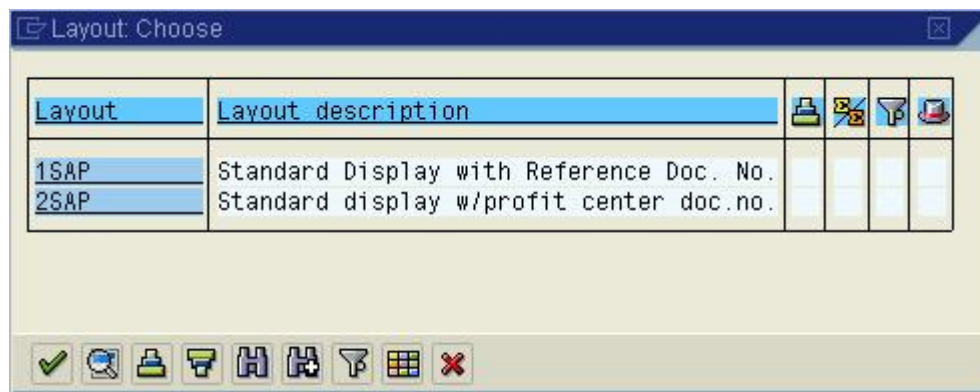 Layout: Choose
Layout Layout description
1SAP Standard Display with Reference Doc. No.
2SAP Standard display w/profit center doc.no.